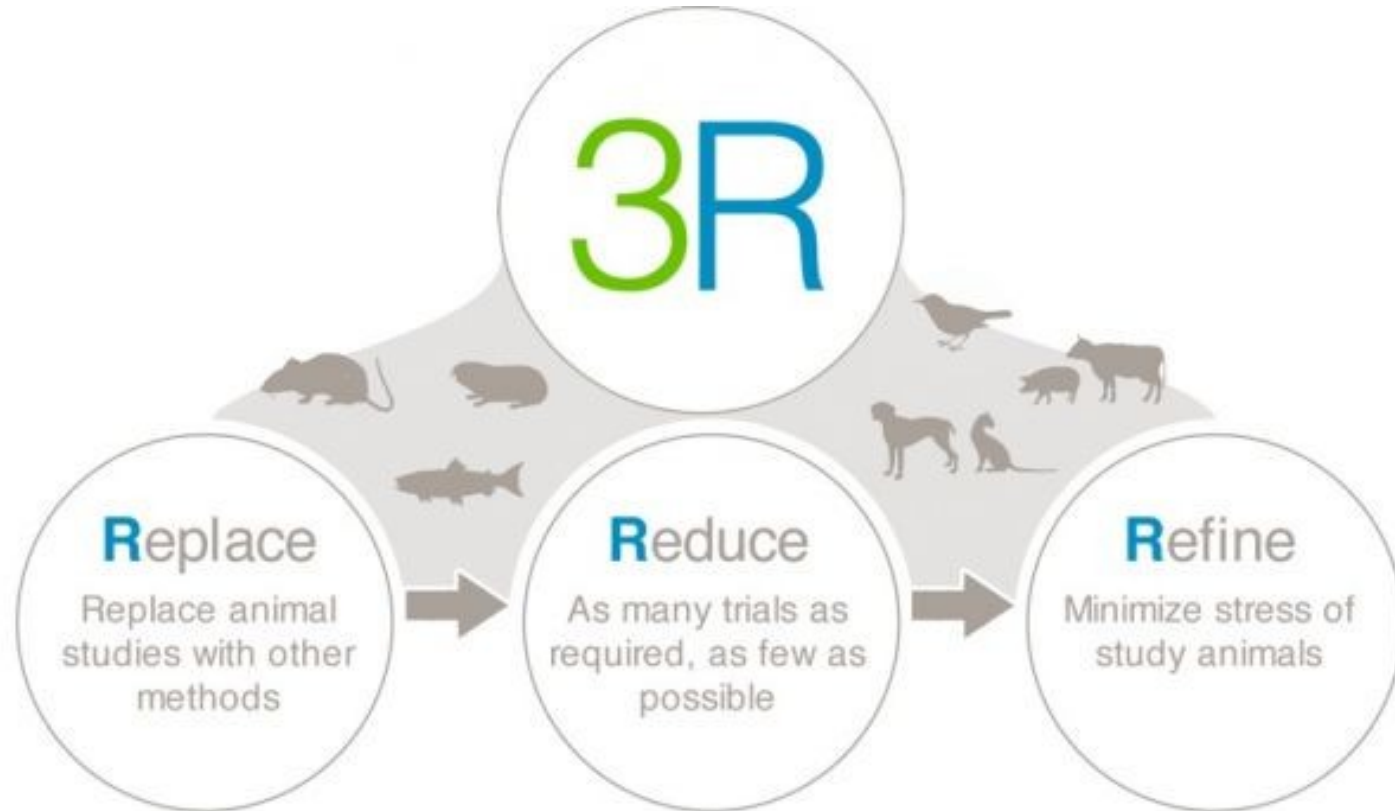 3R
Replace
Replace animal
studies with other
methods
Reduce
As many trials as
required, as few as
possible
Refine
Minimize stress of
study animals